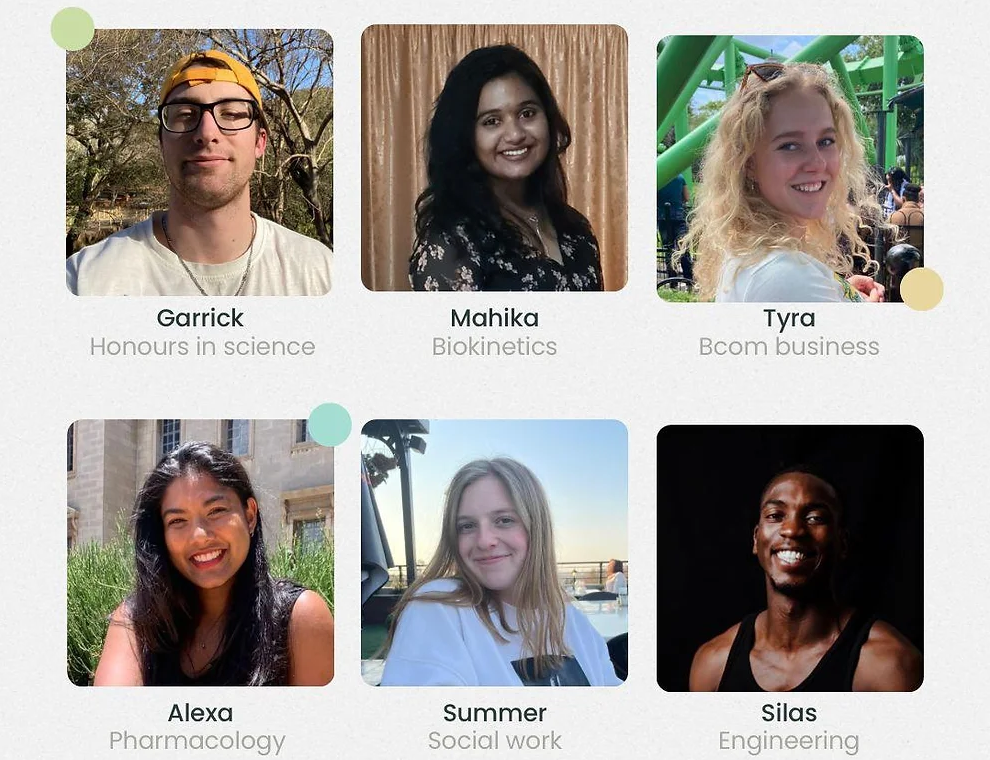 Garrick
Honours in science
Mahika
Biokinetics
Tyra
Bcom business
Alexa
Pharmacology
Summer
Social work
Silas
Engineering